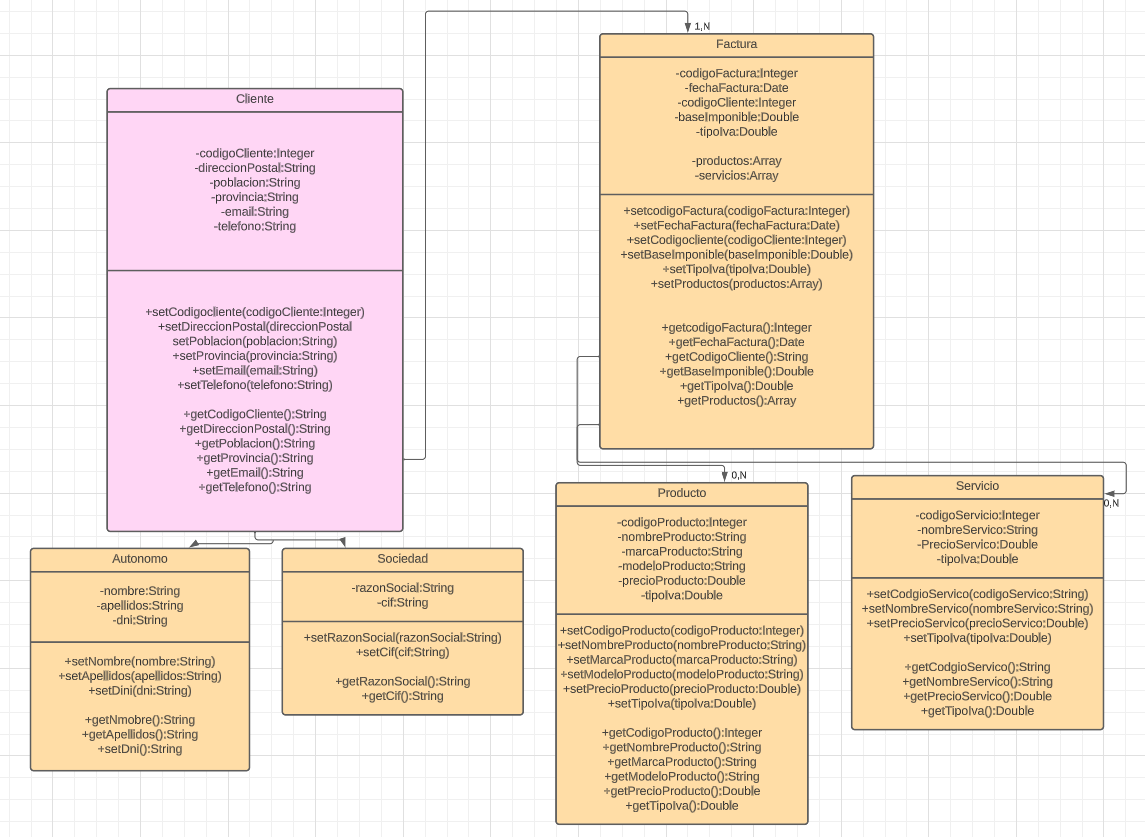 1,N
Factura
-codigoFactura:Integer
-fechaFactura:Date
-codigoCliente:Integer
-baseImponible:Double
-tipoIva:Double
-productos:Array
-servicios:Array
+setcodigoFactura(codigoFactura:Integer)
+setFechaFactura(fechaFactura:Date)
+setCodigocliente(codigoCliente:Integer)
+setBaseImponible(baseImponible:Double)
+setTipoIva(tipoIva:Double)
+setProductos(productos:Array)
+getcodigoFactura():Integer
+getFechaFactura():Date
+getCodigoCliente():String
+getBaseImponible():Double
+getTipoIva():Double
+getProductos():Array
Cliente
-codigoCliente:Integer
-direccionPostal:String
-poblacion:String
-provincia:String
-email:String
-telefono:String
+setCodigocliente(codigoCliente:Integer)
+setDireccionPostal(direccionPostal
setPoblacion(poblacion:String)
+setProvincia(provincia:String)
+setEmail(email:String)
+setTelefono(telefono:String)
+getCodigoCliente():String
+getDireccionPostal():String
+getPoblacion():String
+getProvincia():String
+getEmail():String
+getTelefono():String
Autonomo
-nombre:String
-apellidos:String
-dni:String
+setNombre(nombre:String)
+setApellidos(apellidos:String)
+setDini(dni:String)
+getNmobre():String
+getApellidos():String
+setDni():String
Sociedad
-razonSocial:String
-cif:String
+setRazonSocial(razonSocial:String)
+setCif(cif:String)
+getRazonSocial():String
+getCif():String
0,N
Producto
-codigoProducto:Integer
-nombreProducto:String
-marcaProducto:String
-modeloProducto:String
-precioProducto:Double
-tipoIva:Double
+setCodigoProducto(codigoProducto:Integer)
+setNombreProducto(nombreProducto:String)
+setMarcaProducto(marcaProducto:String)
+setModeloProducto(modeloProducto:String)
+setPrecioProducto(precioProducto:Double)
+setTipoIva(tipoIva:Double)
+getCodigoProducto():Integer
+getNombreProducto():String
+getMarcaProducto():String
+getModeloProducto():String
+getPrecioProducto():Double
+getTipoIva():Double
0,N
Servicio
-codigoServicio:Integer
-nombreServico:String
-PrecioServico:Double
-tipoIva:Double
+setCodgioServico(codigoServico:String)
+setNombreServico(nombreServico:String)
+setPrecioServico(precioServico:Double)
+setTipoIva(tipoIva:Double)
+getCodgioServico():String
+getNombreServico():String
+getPrecioServico():Double
+getTipoIva():Double